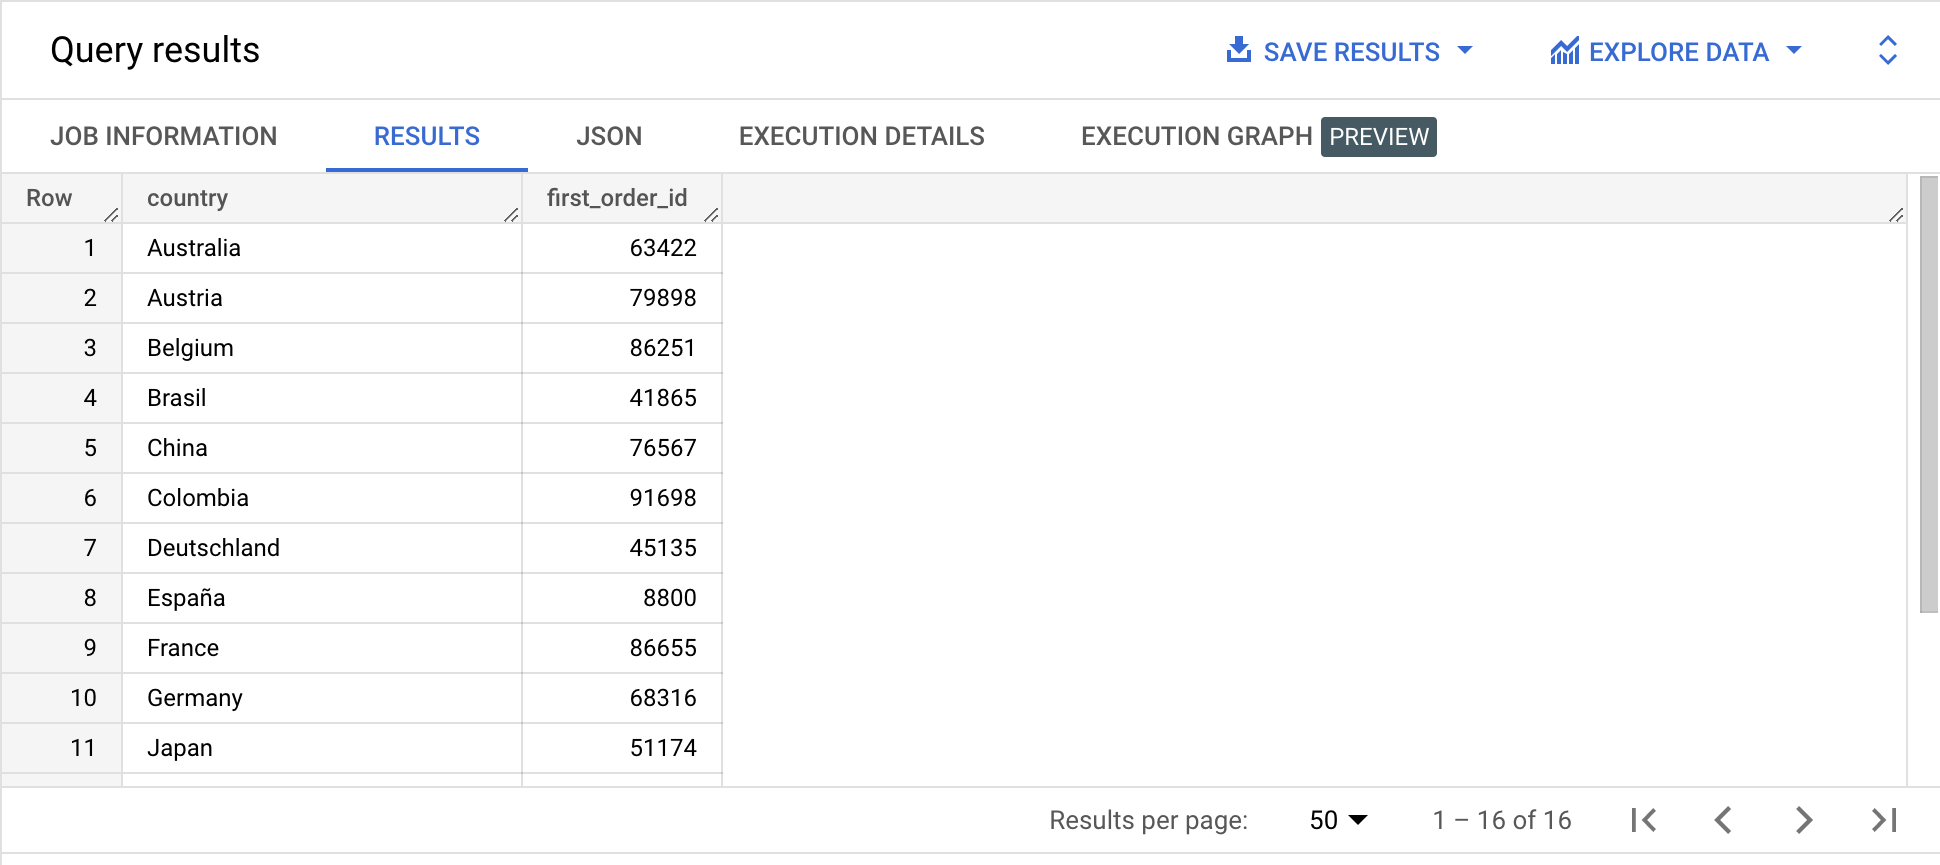 Query results
SAVE RESULTS
EXPLORE DATA
JOB INFORMATION RESULTS JSON EXECUTION DETAILS EXECUTION GRAPH PREVIEW
Row country first_order_id
1 Australia 63422
2 Austria 79898
3 Belgium 86251
4 Brasil 41865
5 China 76567
6 Colombia 91698
7 Deutschland 45135
8 España 8800
9 France 86655
10 Germany 68316
11 Japan 51174
Results per page: 50 1 – 16 of 16